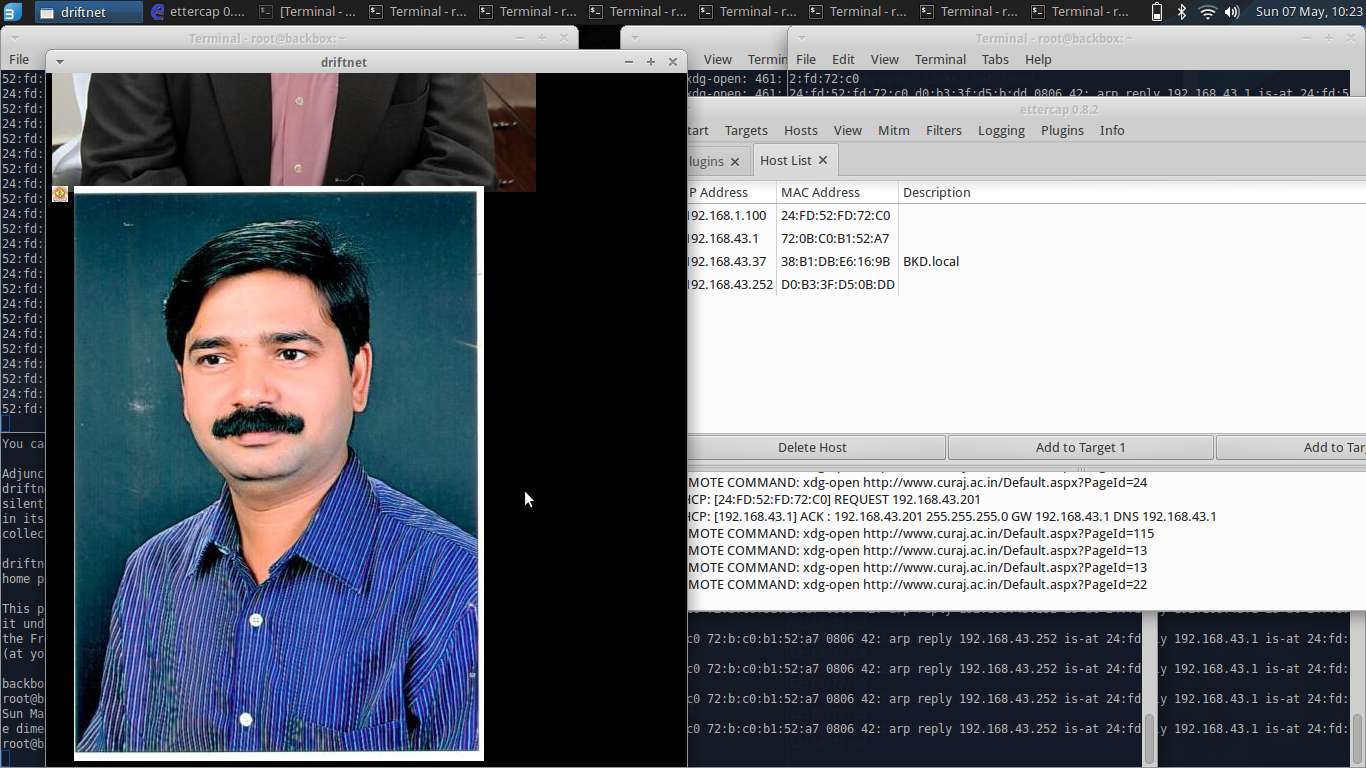 driftnet
ettercap 0....
[Terminal - ...
Terminal - r...
Terminal - r...
Terminal - r...
Terminal - r...
Terminal - r...
Terminal - r...
Terminal - r...
Sun 07 May, 10:23
Terminal - root@backbox: ~
Terminal - root@backbox: ~
File
View
Termin
File Edit View Terminal Tabs Help
driftnet
xdg-open: 461:
2:fd:72:c0
xdg-open: 461:
24:fd:52:fd:72:c0 d0:b3:3f:d5:b:dd 0806 42: arp reply 192.168.43.1 is-at 24:fd:5
52:fd:
24:fd:
52:fd:
24:fd:
52:fd:
24:fd:
52:fd:
24:fd:
52:fd:
24:fd:
52:fd:
24:fd:
52:fd:
24:fd:
52:fd:
24:fd:
52:fd:
24:fd:
52:fd:
24:fd:
52:fd:
24:fd:
52:fd:
ettercap 0.8.2
tart Targets Hosts View Mitm Filters Logging Plugins Info
lugins
Host List
P Address MAC Address Description
192.168.1.100 24:FD:52:FD:72:C0
192.168.43.1 72:0B:C0:B1:52:A7
192.168.43.37 38:B1:DB:E6:16:9B BKD.local
192.168.43.252 D0:B3:3F:D5:0B:DD
Delete Host
Add to Target 1
Add to Tar
MOTE COMMAND: xdg-open http://www.curaj.ac.in/Default.aspx?PageId=24
HCP: [24:FD:52:FD:72:C0] REQUEST 192.168.43.201
HCP: [192.168.43.1] ACK : 192.168.43.201 255.255.255.0 GW 192.168.43.1 DNS 192.168.43.1
MOTE COMMAND: xdg-open http://www.curaj.ac.in/Default.aspx?PageId=115
MOTE COMMAND: xdg-open http://www.curaj.ac.in/Default.aspx?PageId=13
MOTE COMMAND: xdg-open http://www.curaj.ac.in/Default.aspx?PageId=13
MOTE COMMAND: xdg-open http://www.curaj.ac.in/Default.aspx?PageId=22
You ca
Adjunc
driftn
silent
in its
collec
driftn
home p
This p
it und
the Fr
(at yo
backbo
root@b
Sun Ma
e dime
root@b
c0 72:b:c0:b1:52:a7 0806 42: arp reply 192.168.43.252 is-at 24:fd
y 192.168.43.1 is-at 24:fd:
c0 72:b:c0:b1:52:a7 0806 42: arp reply 192.168.43.252 is-at 24:fd
y 192.168.43.1 is-at 24:fd:
c0 72:b:c0:b1:52:a7 0806 42: arp reply 192.168.43.252 is-at 24:fd
y 192.168.43.1 is-at 24:fd:
c0 72:b:c0:b1:52:a7 0806 42: arp reply 192.168.43.252 is-at 24:fd
y 192.168.43.1 is-at 24:fd: